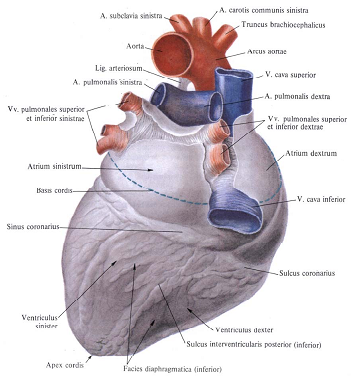 A. carotis communis sinistra
A. subclavia sinistra
Truncus brachiocephalicus
Aorta
Arcus aonae
Lig. arteriosum
V. cava superior
A. pulmonalis sinistra
A. pulmonalis dextra
Vv. pulmonales superior
et inferior sinistrae
Vv. pulmonales superior
et inferior dextrae
Atrium dextrum
Atrium sinistrum
Basis cordis
V. cava inferior
Sinus coronarius
Sulcus coronarius
Ventriculus
sinister
Ventricutus dexter
Sulcus interventricularis posterior (inferior)
Apex cordis
Facies diaphragmatica (inferior)